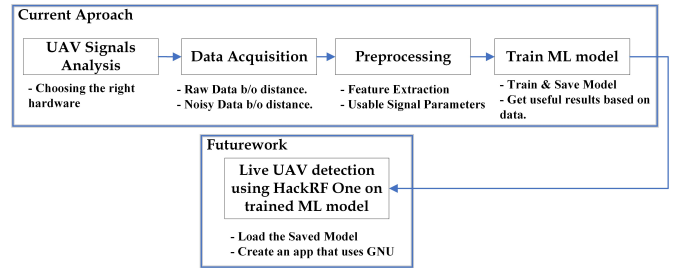 Current Aproach
UAV Signals
Analysis
- Choosing the right
hardware
Data Acquisition
- Raw Data b/o distance.
- Noisy Data b/o distance.
Preprocessing
- Feature Extraction
- Usable Signal Parameters
Train ML model
- Train & Save Model
- Get useful results based on
data.
Futurework
Live UAV detection
using HackRF One on
trained ML model
- Load the Saved Model
- Create an app that uses GNU